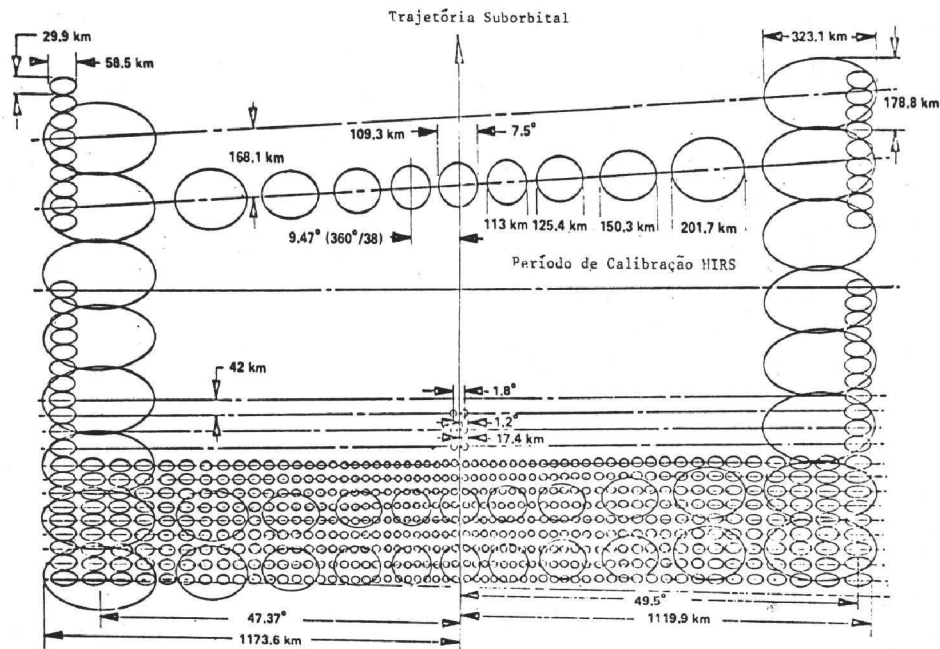 Trajetória Suborbital
29.9 km
58.5 km
323.1 km
178.8 km
109.3 km
7.5°
168.1 km
113 km
125.4 km
150.3 km
201.7 km
9.47° (360°/38)
Período de Calibração HIRS
42 km
1.8°
1.2°
17.4 km
49.5°
47.37°
1119.9 km
1173.6 km